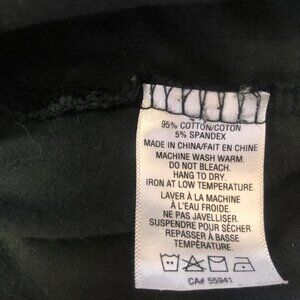 95% COTTON/COTON
5% SPANDEX
MADE IN CHINA/FAIT EN CHINE
MACHINE WASH WARM.
DO NOT BLEACH.
HANG TO DRY.
IRON AT LOW TEMPERATURE.
LAVER À LA MACHINE
À L'EAU FROIDE.
NE PAS JAVELLISER.
SUSPENDRE POUR SÉCHER
REPASSER À BASSE
TEMPÉRATURE.
CA# 55941